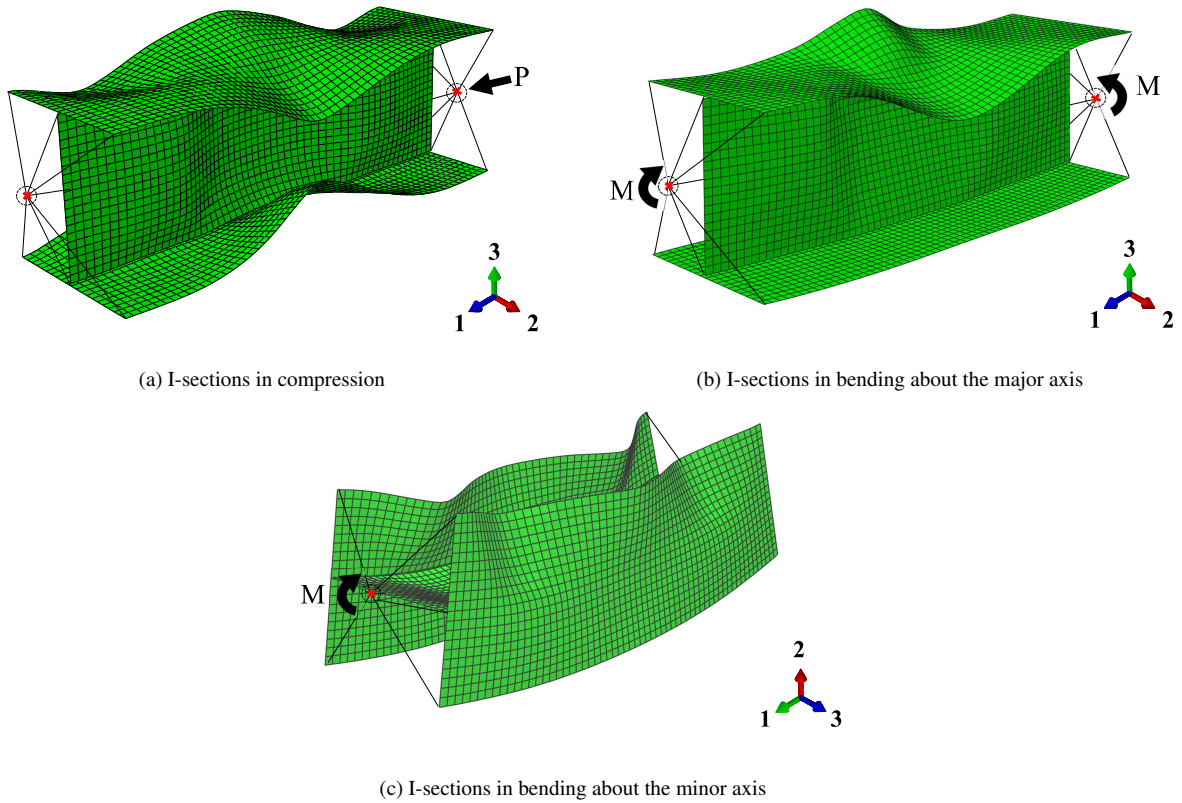 P
3
1
2
(a) I-sections in compression
M
M
3
1
2
(b) I-sections in bending about the major axis
M
2
1
3
(c) I-sections in bending about the minor axis